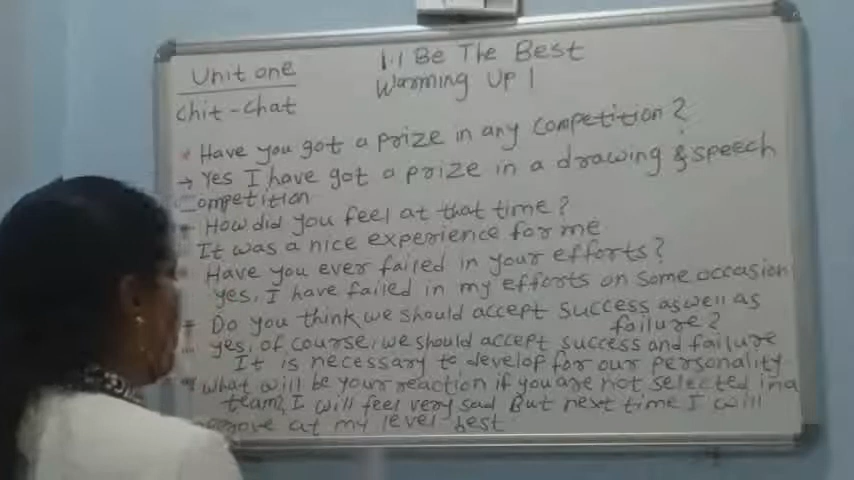 Unit one
1.1 Be The Best
Warming Up 1
Chit-Chat
* Have you got a prize in any competition?
→ Yes I have got a prize in a drawing & speech
Competition
How did you feel at that time?
It was a nice experience for me
Have you ever failed in your efforts?
yes, I have failed in my efforts on some occasion
Do you think we should accept success as well as
failure?
yes, of course, we should accept success and failure
It is necessary to develop for our personality
what will be your reaction if you are not selected in a
team? I will feel very sad But next time I will
at my level best